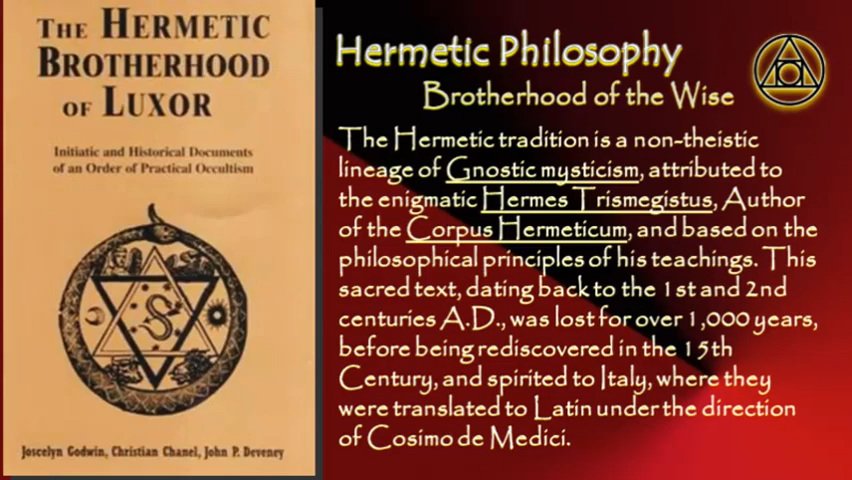 THE HERMETIC
BROTHERHOOD
OF LUXOR
Initiatic and Historical Documents
of an Order of Practical Occultism
Joscelyn Godwin, Christian Chanel, John P. Deveney
Hermetic Philosophy
Brotherhood of the Wise
The Hermetic tradition is a non-theistic
lineage of Gnostic mysticism, attributed to
the enigmatic Hermes Trismegistus, Author
of the Corpus Hermeticum, and based on the
philosophical principles of his teachings. This
sacred text, dating back to the 1st and 2nd
centuries A.D., was lost for over 1,000 years,
before being rediscovered in the 15th
Century, and spirited to Italy, where they
were translated to Latin under the direction
of Cosimo de Medici.